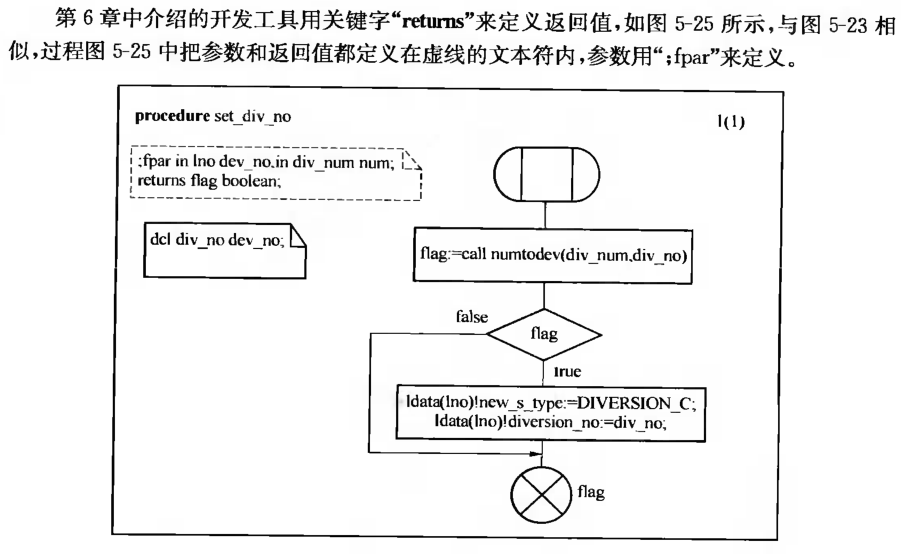 第 6 章中介绍的开发工具用关键字“returns”来定义返回值,如图 5-25 所示,与图 5-23 相
似,过程图 5-25 中把参数和返回值都定义在虚线的文本符内,参数用“;fpar”来定义。
procedure set_div_no
1(1)
;fpar in lno dev_no,in div_num num;
returns flag boolean;
dcl div_no dev_no;
flag:=call numtodev(div_num,div_no)
false
flag
true
ldata(lno)!new_s_type:=DIVERSION_C;
ldata(lno)!diversion_no:=div_no;
flag